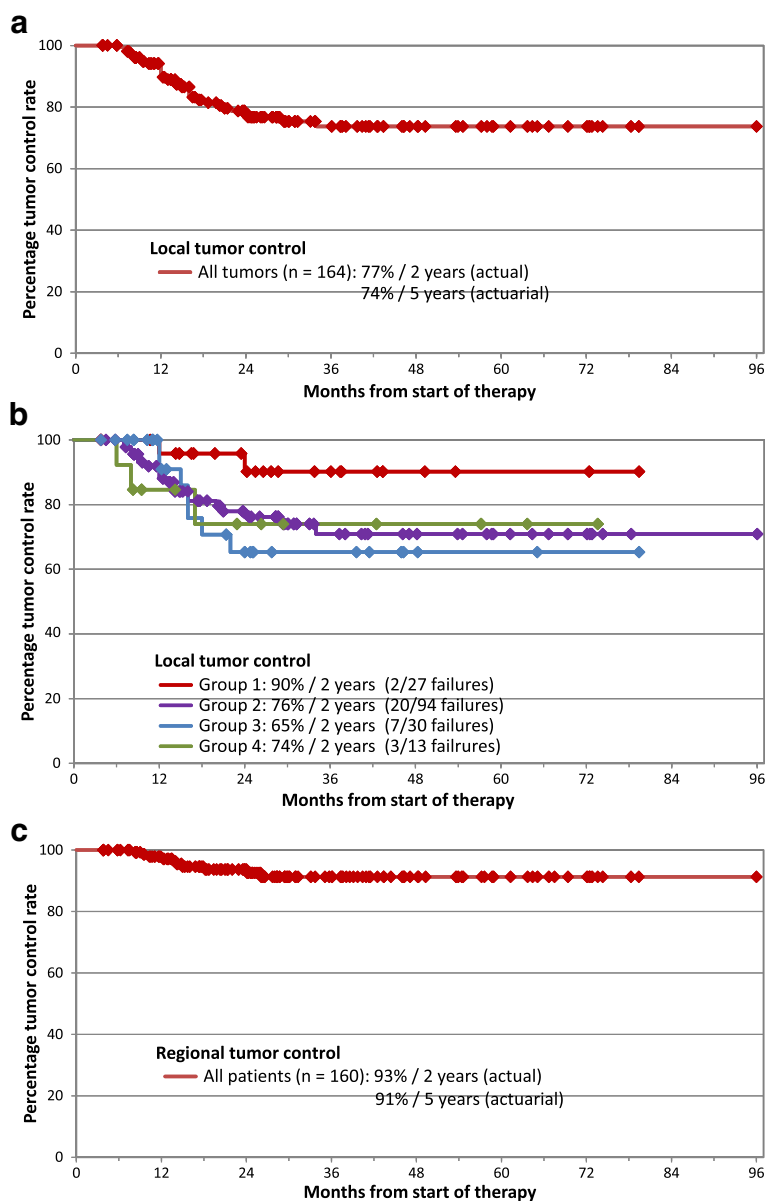 a
100
80
60
40
20
0
Percentage tumor control rate
Local tumor control
All tumors (n = 164): 77% / 2 years (actual)
74% / 5 years (actuarial)
0 12 24 36 48 60 72 84 96
Months from start of therapy
b
100
80
60
40
20
0
Percentage tumor control rate
Local tumor control
Group 1: 90% / 2 years (2/27 failures)
Group 2: 76% / 2 years (20/94 failures)
Group 3: 65% / 2 years (7/30 failures)
Group 4: 74% / 2 years (3/13 failrures)
0 12 24 36 48 60 72 84 96
Months from start of therapy
c
100
80
60
40
20
0
Percentage tumor control rate
Regional tumor control
All patients (n = 160): 93% / 2 years (actual)
91% / 5 years (actuarial)
0 12 24 36 48 60 72 84 96
Months from start of therapy